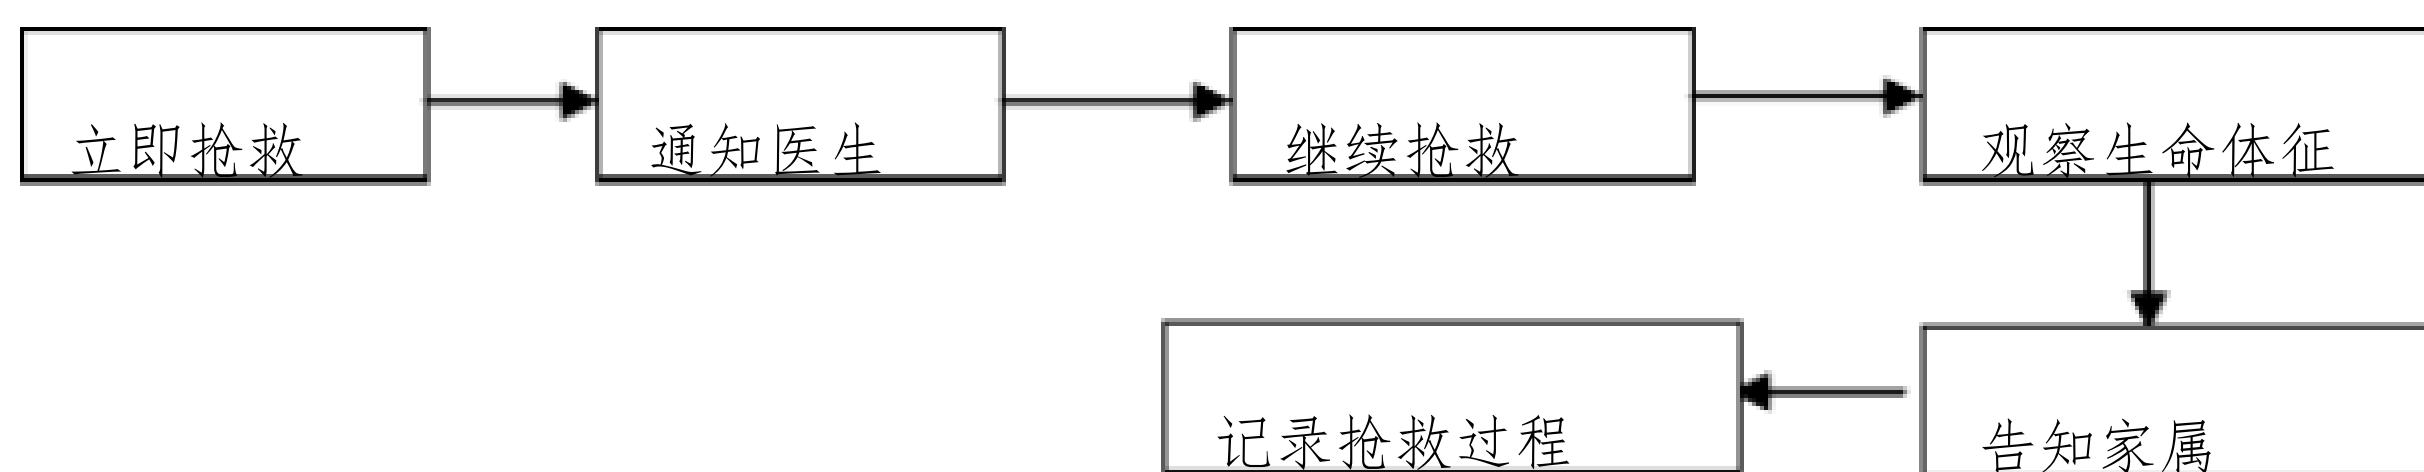 立即抢救
通知医生
继续抢救
观察生命体征
告知家属
记录抢救过程